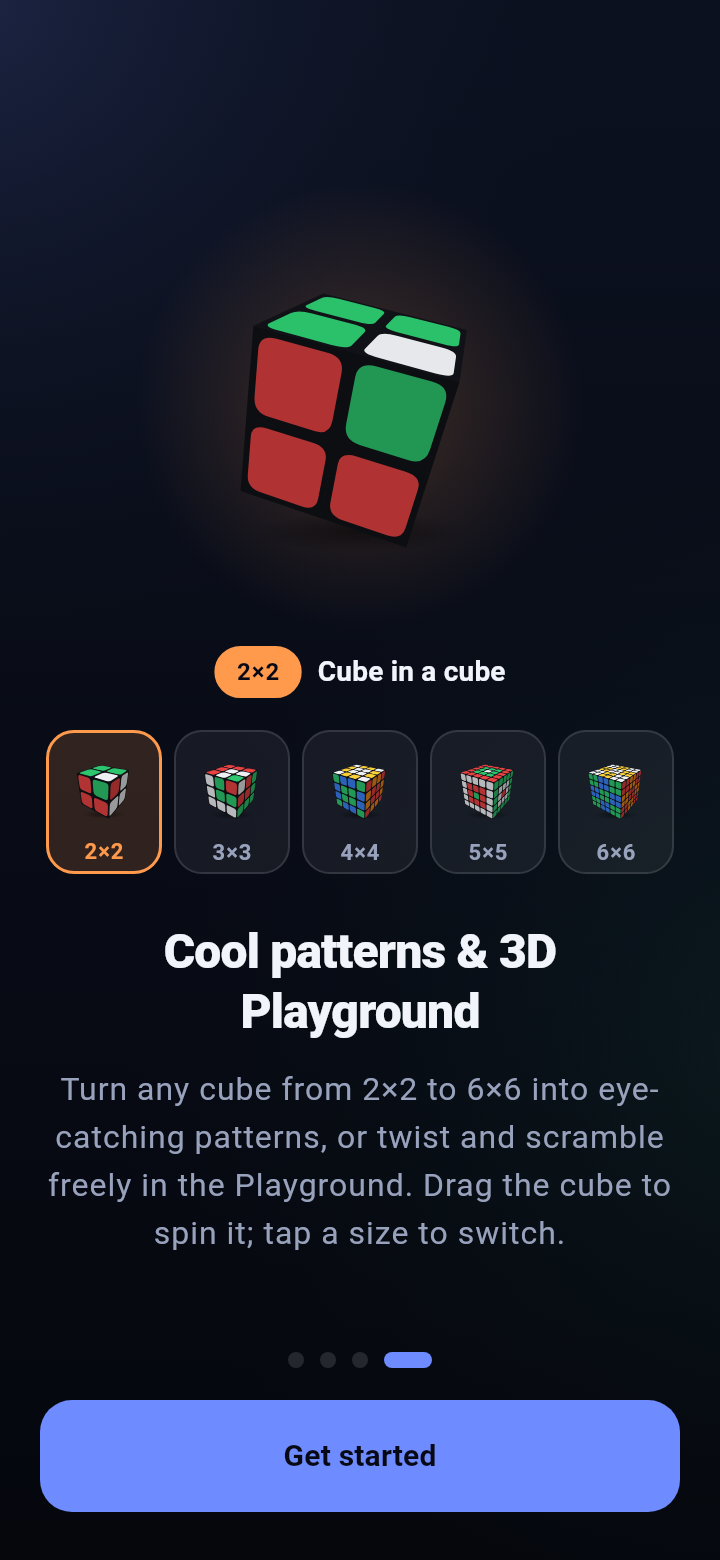 2×2 Cube in a cube
2×2 3×3 4×4 5×5 6×6
Cool patterns & 3D
Playground
Turn any cube from 2×2 to 6×6 into eye-
catching patterns, or twist and scramble
freely in the Playground. Drag the cube to
spin it; tap a size to switch.
Get started